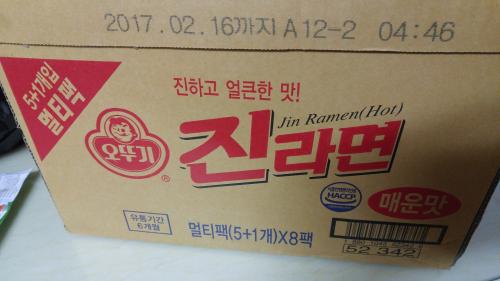 2017.02.16까지 A12-2 04:46
5+1개입
멀티팩
진하고 얼큰한 맛!
Jin Ramen(Hot)
오뚜기
®
진라면
HACCP
매운맛
유통기간
6개월
멀티팩(5+1개)X8팩
52 342